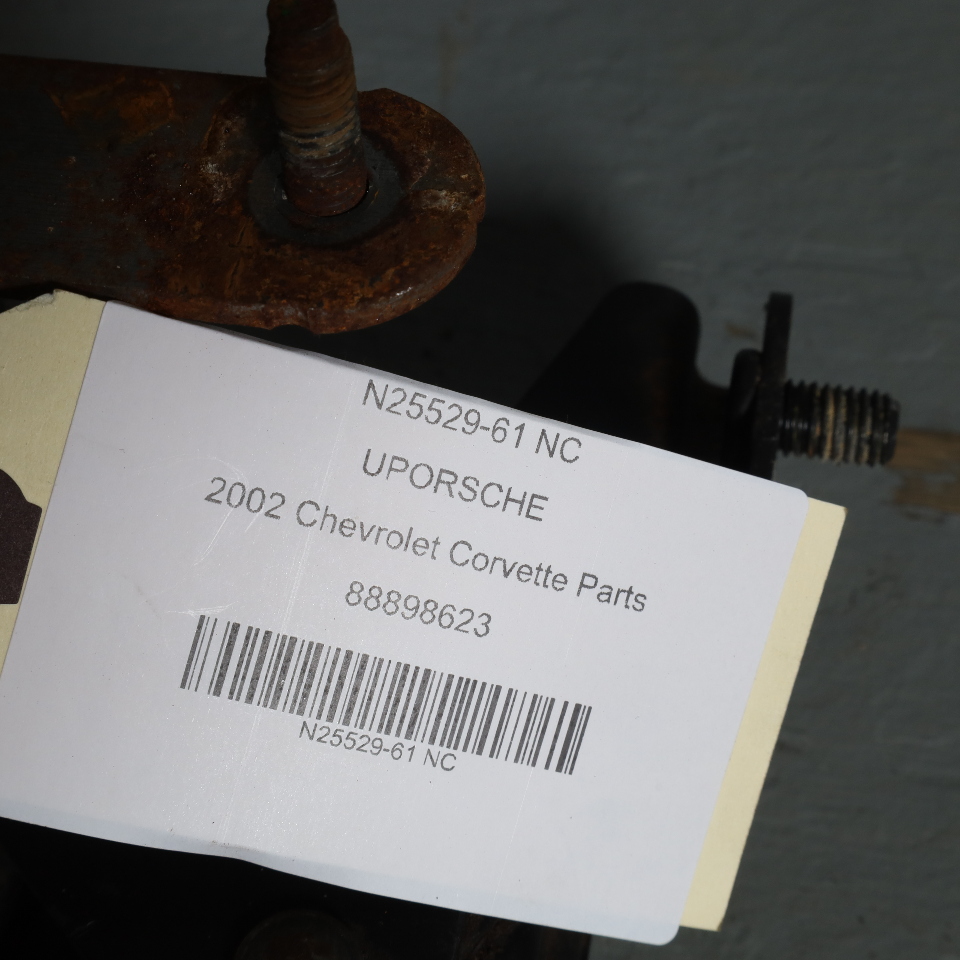 N25529-61 NC
UPORSCHE
2002 Chevrolet Corvette Parts
88898623
N25529-61 NC